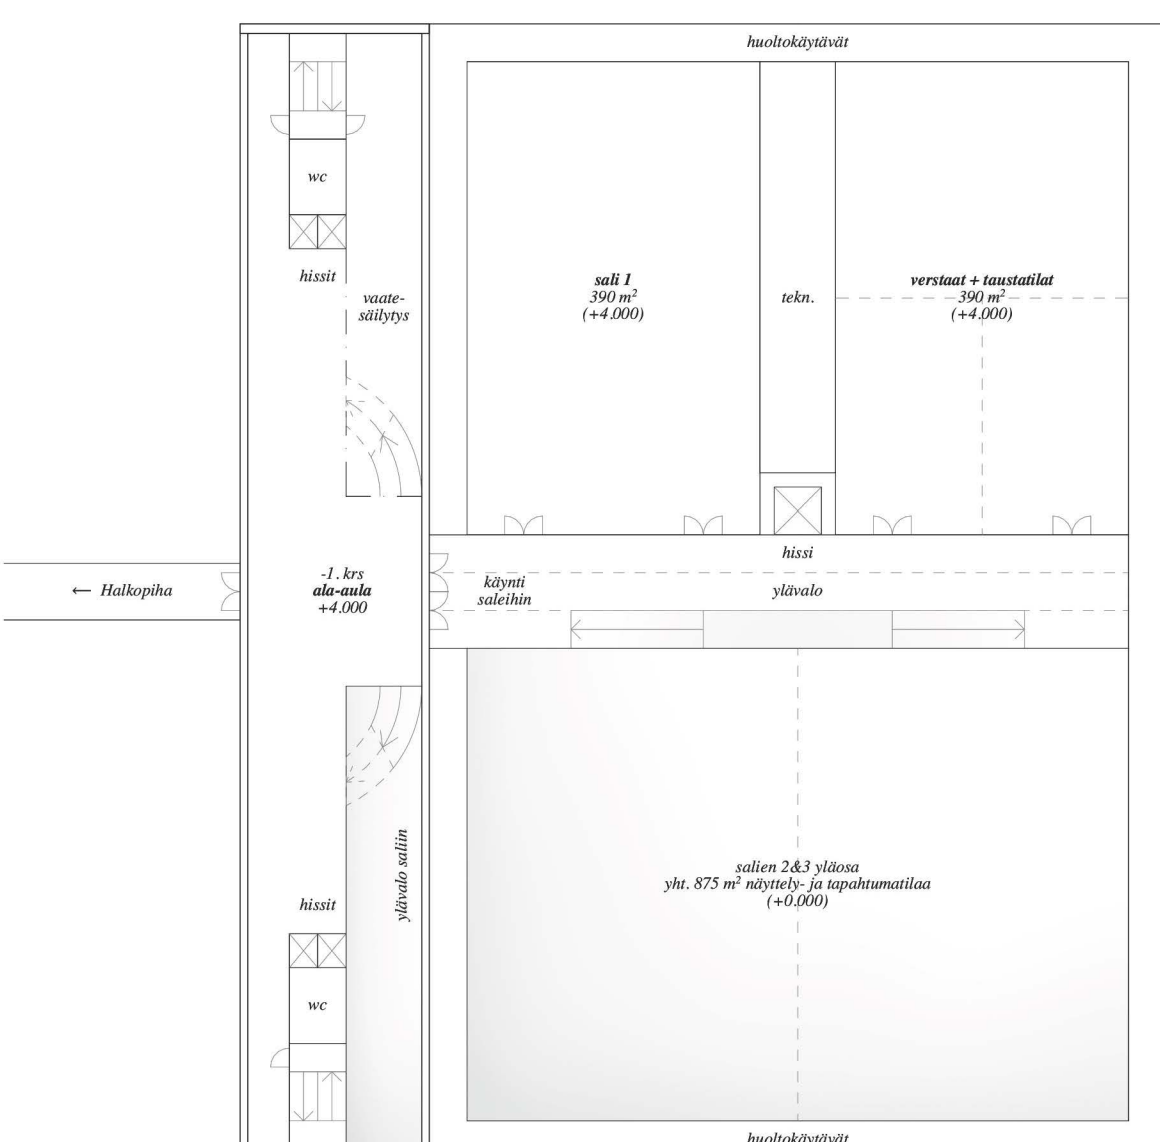 huoltokäytävät
wc
hissit
vaate-
säilytys
sali 1
390 m²
(+4.000)
tekn.
verstaat + taustatilat
390 m²
(+4.000)
hissi
← Halkopiha
-1. krs
ala-aula
+4.000
käynti
saleihin
ylävalo
ylävalo saliin
salien 2&3 yläosa
yht. 875 m² näyttely- ja tapahtumatilaa
(+0.000)
hissit
wc
huoltokäytävät